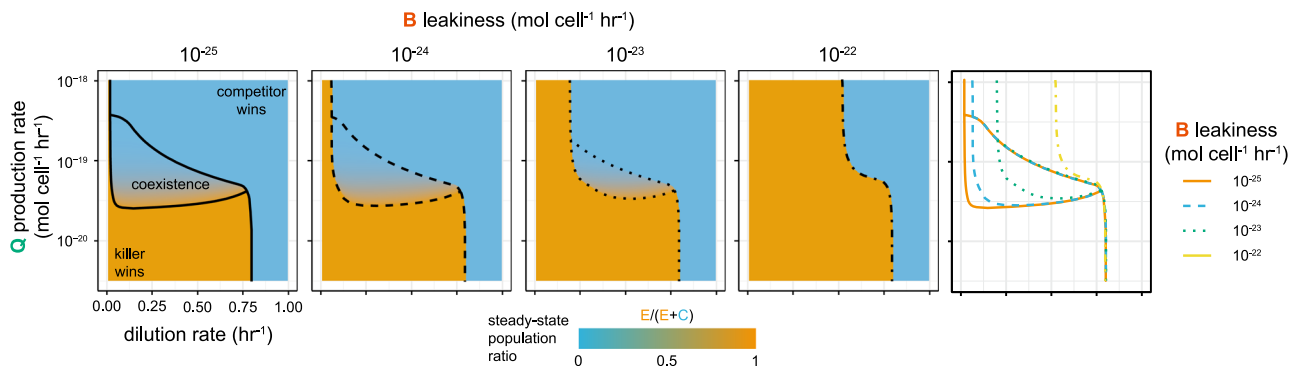 B leakiness (mol cell⁻¹ hr⁻¹)
10⁻²⁵
10⁻²⁴
10⁻²³
10⁻²²
Q production rate
(mol cell⁻¹ hr⁻¹)
10⁻¹⁸
10⁻¹⁹
10⁻²⁰
competitor
wins
coexistence
killer
wins
0.00 0.25 0.50 0.75 1.00
dilution rate (hr⁻¹)
B leakiness
(mol cell⁻¹ hr⁻¹)
10⁻²⁵
10⁻²⁴
10⁻²³
10⁻²²
steady-state
population
ratio
E/(E+C)
0 0.5 1